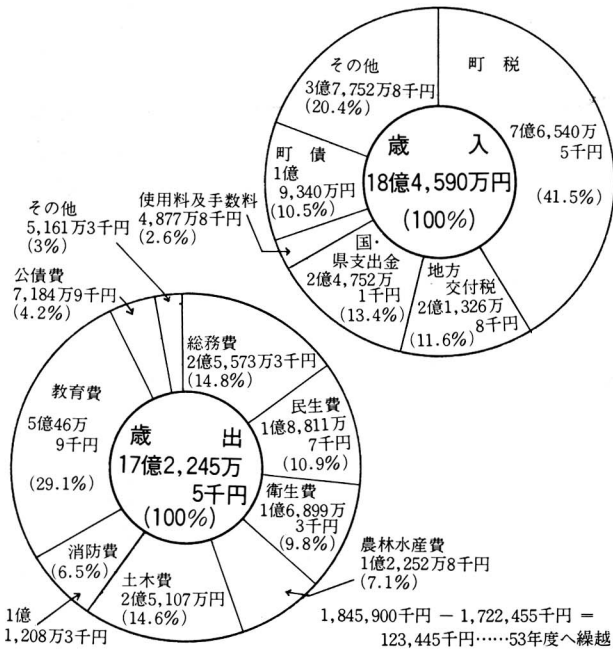 町税
7億6,540万
5千円
(41.5%)
地方
交付税
2億1,326万
8千円
(11.6%)
国・
県支出金
2億4,752万
1千円
(13.4%)
使用料及手数料
4,877万8千円
(2.6%)
町債
1億
9,340万円
(10.5%)
その他
3億7,752万8千円
(20.4%)
歳入
18億4,590万円
(100%)
総務費
2億5,573万3千円
(14.8%)
民生費
1億8,811万
7千円
(10.9%)
衛生費
1億6,899万
3千円
(9.8%)
農林水産費
1億2,252万8千円
(7.1%)
土木費
2億5,107万円
(14.6%)
消防費
(6.5%)
1億
1,208万3千円
教育費
5億46万
9千円
(29.1%)
公債費
7,184万9千円
(4.2%)
その他
5,161万3千円
(3%)
歳出
17億2,245万
5千円
(100%)
1,845,900千円 − 1,722,455千円 =
123,445千円……53年度へ繰越